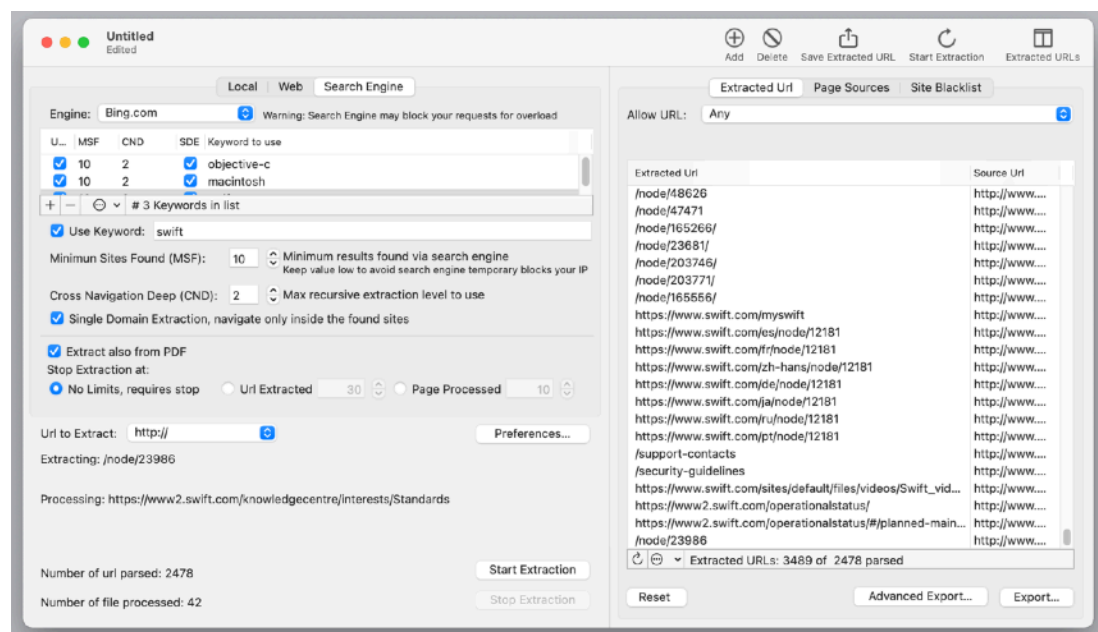 Untitled
Edited
Add Delete Save Extracted URL Start Extraction Extracted URLs
Local Web Search Engine
Engine: Bing.com Warning: Search Engine may block your requests for overload
U... MSF CND SDE Keyword to use
10 2 objective-c
10 2 macintosh
+ − # 3 Keywords in list
Use Keyword: swift
Minimun Sites Found (MSF): 10 Minimum results found via search engine
Keep value low to avoid search engine temporary blocks your IP
Cross Navigation Deep (CND): 2 Max recursive extraction level to use
Single Domain Extraction, navigate only inside the found sites
Extract also from PDF
Stop Extraction at:
No Limits, requires stop Url Extracted 30 Page Processed 10
Url to Extract: http:// Preferences...
Extracting: /node/23986
Processing: https://www2.swift.com/knowledgecentre/interests/Standards
Number of url parsed: 2478 Start Extraction
Number of file processed: 42 Stop Extraction
Extracted Url Page Sources Site Blacklist
Allow URL: Any
Extracted Url Source Url
/node/48626 http://www....
/node/47471 http://www....
/node/165266/ http://www....
/node/23681/ http://www....
/node/203746/ http://www....
/node/203771/ http://www....
/node/165556/ http://www....
https://www.swift.com/myswift http://www....
https://www.swift.com/es/node/12181 http://www....
https://www.swift.com/fr/node/12181 http://www....
https://www.swift.com/zh-hans/node/12181 http://www....
https://www.swift.com/de/node/12181 http://www....
https://www.swift.com/ja/node/12181 http://www....
https://www.swift.com/ru/node/12181 http://www....
https://www.swift.com/pt/node/12181 http://www....
/support-contacts http://www....
/security-guidelines http://www....
https://www.swift.com/sites/default/files/videos/Swift_vid... http://www....
https://www2.swift.com/operationalstatus/ http://www....
https://www2.swift.com/operationalstatus/#/planned-main... http://www....
/node/23986 http://www....
Extracted URLs: 3489 of 2478 parsed
Reset Advanced Export... Export...